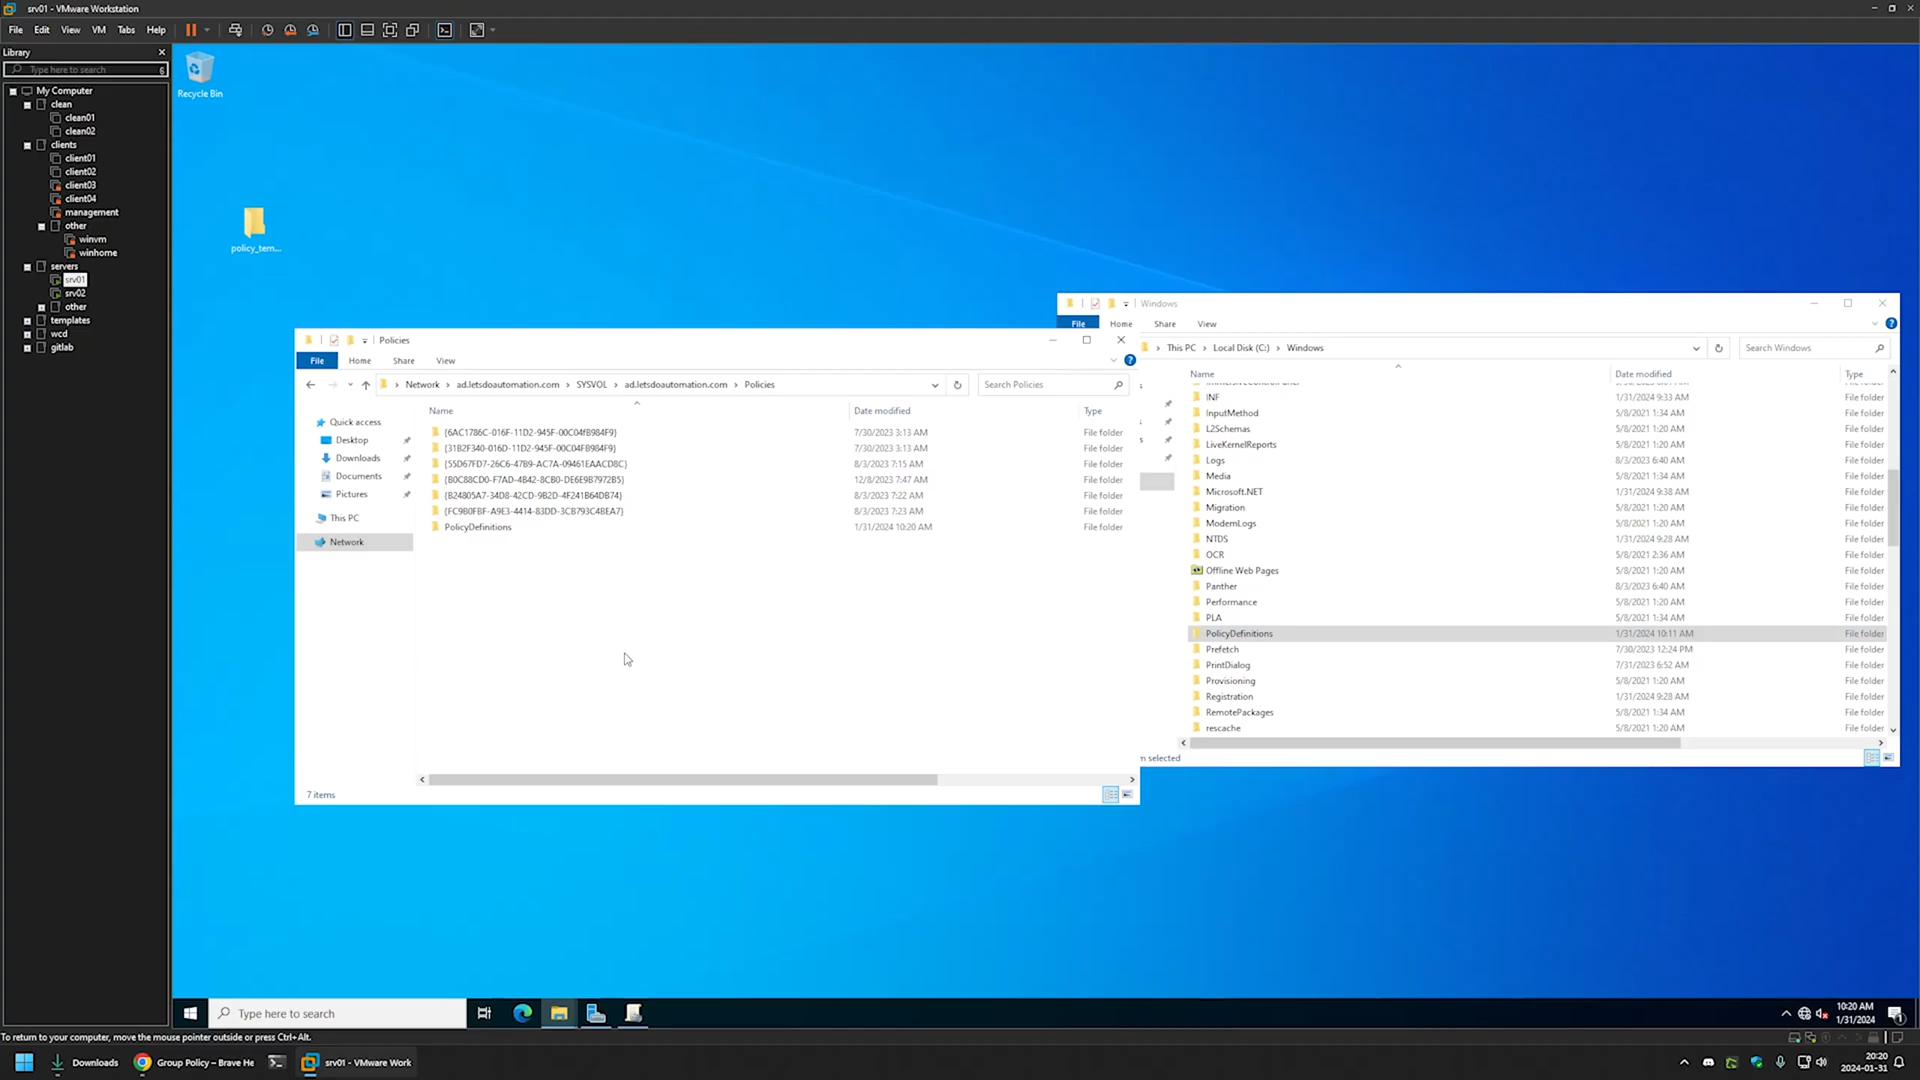 srv01 - VMware Workstation
File Edit View VM Tabs Help
Library
Type here to search
My Computer
clean
clean01
clean02
clients
client01
client02
client03
client04
management
other
winvm
winhome
servers
srv01
srv02
other
templates
wcd
gitlab
Recycle Bin
policy_tem...
Policies
File Home Share View
Network ad.letsdoautomation.com SYSVOL ad.letsdoautomation.com Policies
Search Policies
Quick access
Desktop
Downloads
Documents
Pictures
This PC
Network
Name Date modified Type
{6AC1786C-016F-11D2-945F-00C04fB984F9} 7/30/2023 3:13 AM File folder
{31B2F340-016D-11D2-945F-00C04FB984F9} 7/30/2023 3:13 AM File folder
{55D67FD7-26C6-47B9-AC7A-09461EAACD8C} 8/3/2023 7:15 AM File folder
{B0C88CD0-F7AD-4B42-8CB0-DE6E9B7972B5} 12/8/2023 7:47 AM File folder
{B24805A7-34D8-42CD-9B2D-4F241B64DB74} 8/3/2023 7:22 AM File folder
{FC9B0FBF-A9E3-4414-83DD-3CB793C4BEA7} 8/3/2023 7:23 AM File folder
PolicyDefinitions 1/31/2024 10:20 AM File folder
7 items
Windows
File Home Share View
This PC Local Disk (C:) Windows
Search Windows
Name Date modified Type
INF 1/31/2024 9:33 AM File folder
InputMethod 5/8/2021 1:34 AM File folder
L2Schemas 5/8/2021 1:20 AM File folder
LiveKernelReports 5/8/2021 1:20 AM File folder
Logs 8/3/2023 6:40 AM File folder
Media 5/8/2021 1:34 AM File folder
Microsoft.NET 1/31/2024 9:38 AM File folder
Migration 5/8/2021 1:20 AM File folder
ModemLogs 5/8/2021 1:20 AM File folder
NTDS 1/31/2024 9:28 AM File folder
OCR 5/8/2021 2:36 AM File folder
Offline Web Pages 5/8/2021 1:20 AM File folder
Panther 8/3/2023 6:40 AM File folder
Performance 5/8/2021 1:20 AM File folder
PLA 5/8/2021 1:34 AM File folder
PolicyDefinitions 1/31/2024 10:11 AM File folder
Prefetch 7/30/2023 12:24 PM File folder
PrintDialog 7/31/2023 6:52 AM File folder
Provisioning 5/8/2021 1:20 AM File folder
Registration 1/31/2024 9:28 AM File folder
RemotePackages 5/8/2021 1:34 AM File folder
rescache 5/8/2021 1:20 AM File folder
m selected
Type here to search
10:20 AM
1/31/2024
1
To return to your computer, move the mouse pointer outside or press Ctrl+Alt.
Downloads
Group Policy – Brave He
srv01 - VMware Work
20:20
2024-01-31